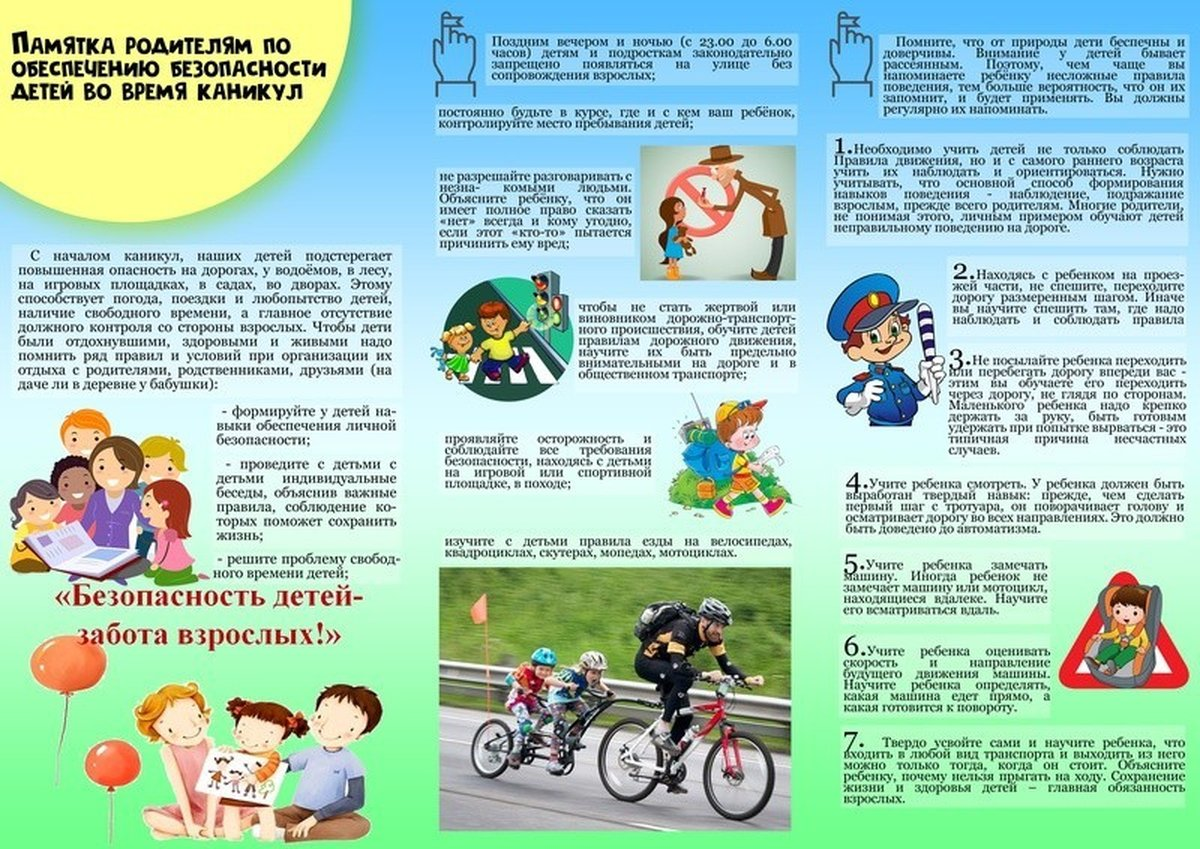 Памятка родителям по
обеспечению безопасности
детей во время каникул
С началом каникул, наших детей подстерегает
повышенная опасность на дорогах, у водоёмов, в лесу,
на игровых площадках, в садах, во дворах. Этому
способствует погода, поездки и любопытство детей,
наличие свободного времени, а главное отсутствие
должного контроля со стороны взрослых. Чтобы дети
были отдохнувшими, здоровыми и живыми надо
помнить ряд правил и условий при организации их
отдыха с родителями, родственниками, друзьями (на
даче ли в деревне у бабушки):
- формируйте у детей на-
выки обеспечения личной
безопасности;
- проведите с детьми с
детьми индивидуальные
беседы, объяснив важные
правила, соблюдение ко-
торых поможет сохранить
жизнь;
- решите проблему свобод-
ного времени детей;
«Безопасность детей-
забота взрослых!»
Поздним вечером и ночью (с 23.00 до 6.00
часов) детям и подросткам законодательно
запрещено появляться на улице без
сопровождения взрослых;
постоянно будьте в курсе, где и с кем ваш ребёнок,
контролируйте место пребывания детей;
не разрешайте разговаривать с
незна- комыми людьми.
Объясните ребёнку, что он
имеет полное право сказать
«нет» всегда и кому угодно,
если этот «кто-то» пытается
причинить ему вред;
чтобы не стать жертвой или
виновником дорожно-транспорт-
ного происшествия, обучите детей
правилам дорожного движения,
научите их быть предельно
внимательными на дороге и в
общественном транспорте;
проявляйте осторожность и
соблюдайте все требования
безопасности, находясь с детьми
на игровой или спортивной
площадке, в походе;
изучите с детьми правила езды на велосипедах,
квадроциклах, скутерах, мопедах, мотоциклах.
Помните, что от природы дети беспечны и
доверчивы. Внимание у детей бывает
рассеянным. Поэтому, чем чаще вы
напоминаете ребёнку несложные правила
поведения, тем больше вероятность, что он их
запомнит, и будет применять. Вы должны
регулярно их напоминать.
1.Необходимо учить детей не только соблюдать
Правила движения, но и с самого раннего возраста
учить их наблюдать и ориентироваться. Нужно
учитывать, что основной способ формирования
навыков поведения - наблюдение, подражание
взрослым, прежде всего родителям. Многие родители,
не понимая этого, личным примером обучают детей
неправильному поведению на дороге.
2.Находясь с ребенком на проез-
жей части, не спешите, переходите
дорогу размеренным шагом. Иначе
вы научите спешить там, где надо
наблюдать и соблюдать правила
3.Не посылайте ребенка переходить
или перебегать дорогу впереди вас -
этим вы обучаете его переходить
через дорогу, не глядя по сторонам.
Маленького ребенка надо крепко
держать за руку, быть готовым
удержать при попытке вырваться - это
типичная причина несчастных
случаев.
4.Учите ребенка смотреть. У ребенка должен быть
выработан твердый навык: прежде, чем сделать
первый шаг с тротуара, он поворачивает голову и
осматривает дорогу во всех направлениях. Это должно
быть доведено до автоматизма.
5.Учите ребенка замечать
машину. Иногда ребенок не
замечает машину или мотоцикл,
находящиеся вдалеке. Научите
его всматриваться вдаль.
6.Учите ребенка оценивать
скорость и направление
будущего движения машины.
Научите ребенка определять,
какая машина едет прямо, а
какая готовится к повороту.
7. Твердо усвойте сами и научите ребенка, что
входить в любой вид транспорта и выходить из него
можно только тогда, когда он стоит. Объясните
ребенку, почему нельзя прыгать на ходу. Сохранение
жизни и здоровья детей – главная обязанность
взрослых.